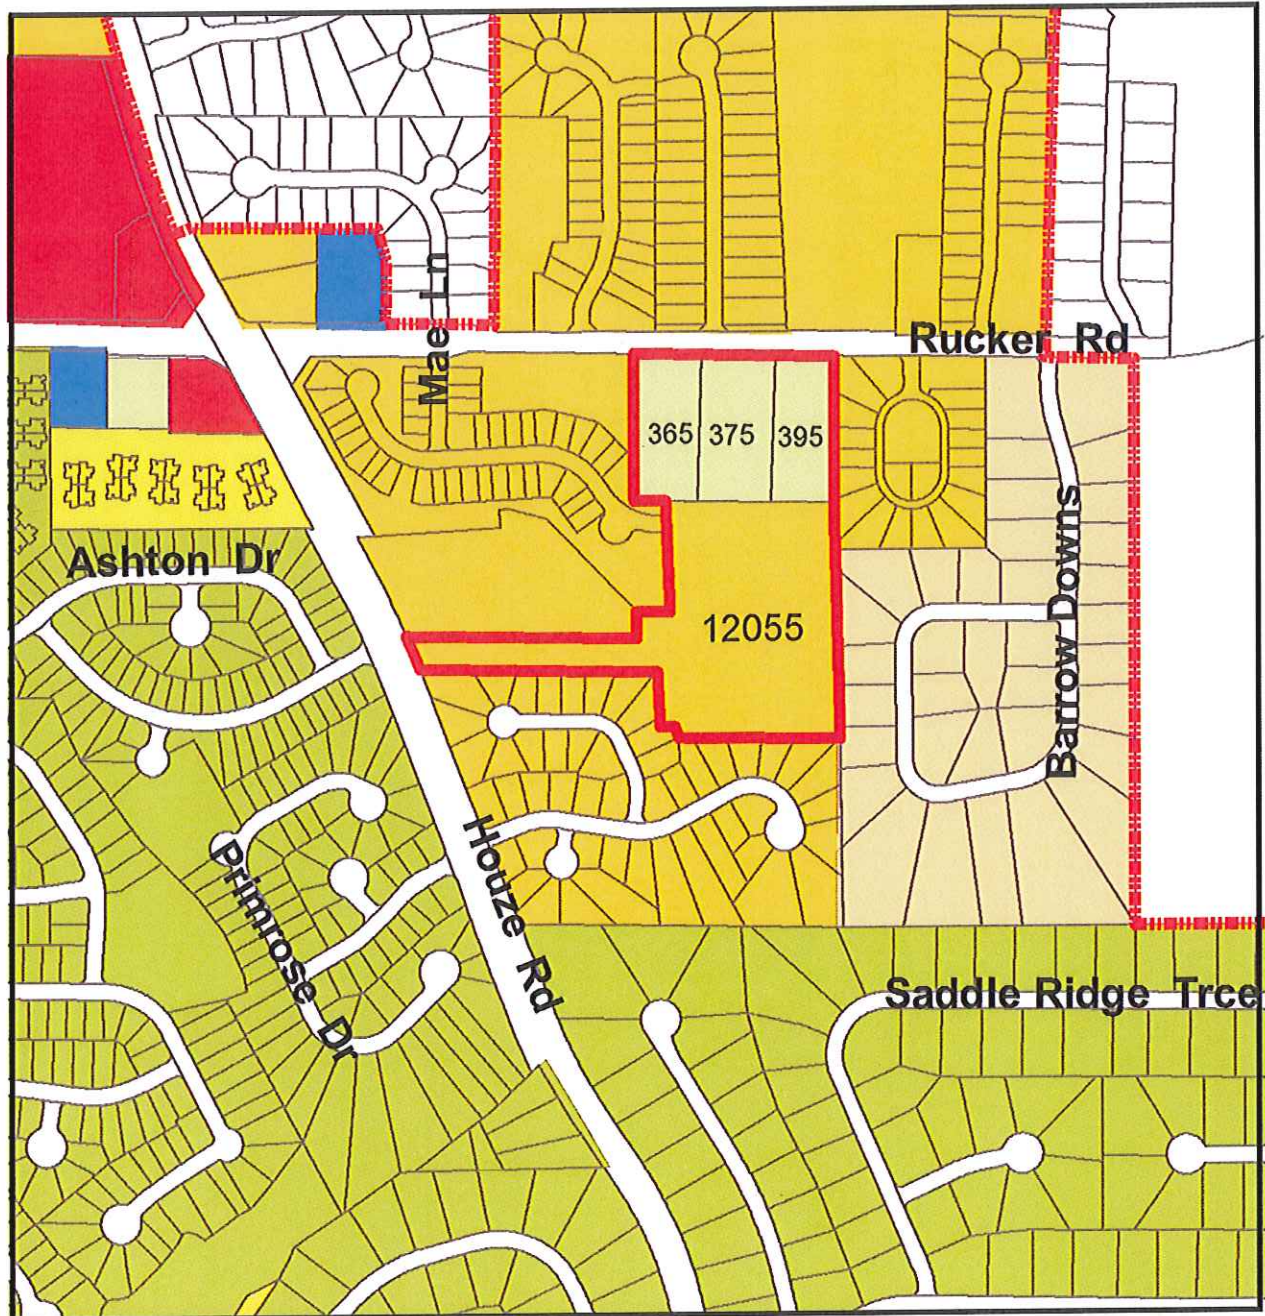 Rucker Rd
Mae Ln
365
375
395
Ashton Dr
12055
Barrow Downs
Primrose Dr
Houze Rd
Saddle Ridge Trce